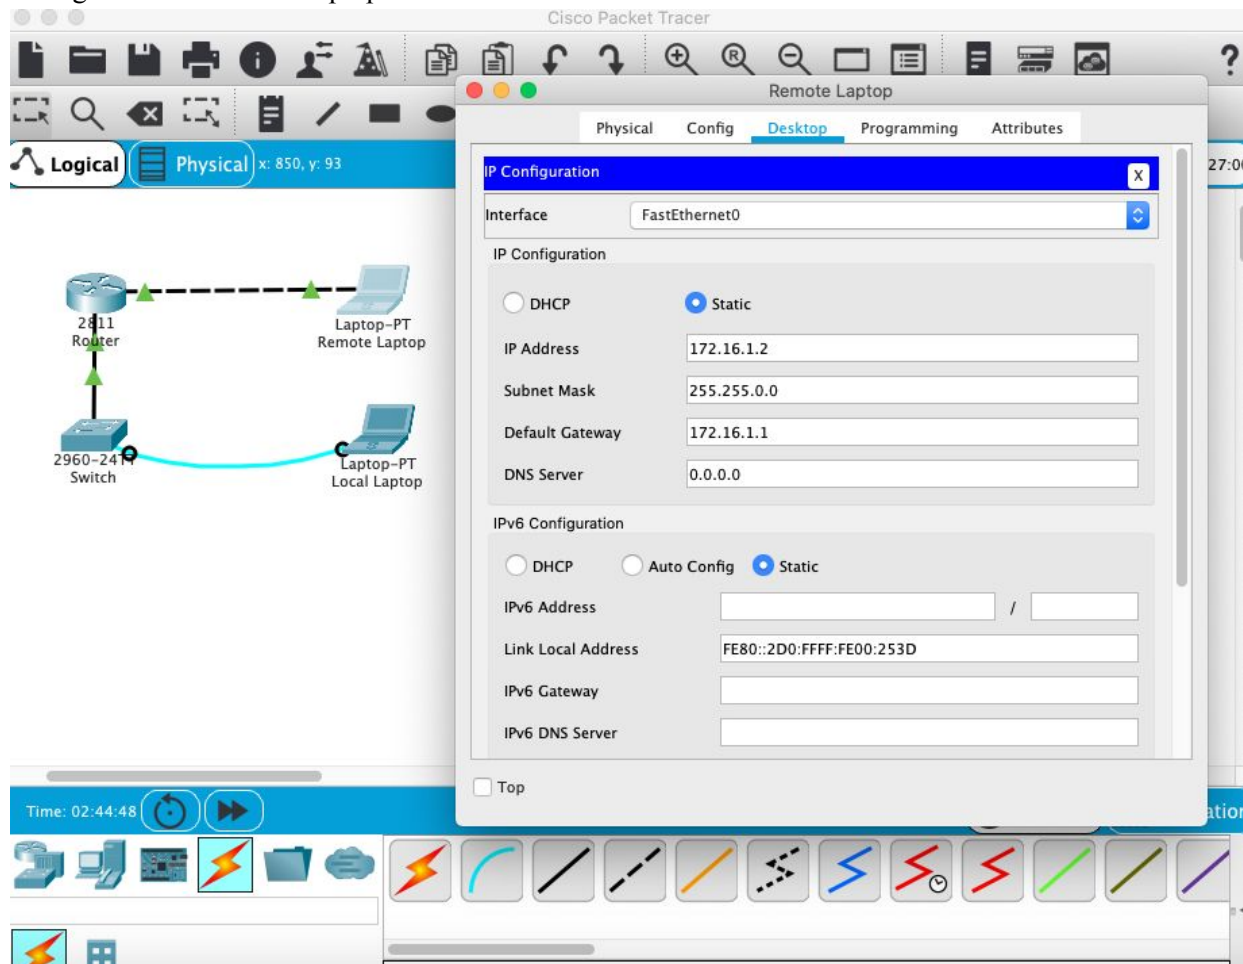 Cisco Packet Tracer
?
Remote Laptop
Physical Config Desktop Programming Attributes
Logical
Physical
x: 850, y: 93
IP Configuration
X
Interface
FastEthernet0
IP Configuration
DHCP
Static
IP Address
172.16.1.2
Subnet Mask
255.255.0.0
Default Gateway
172.16.1.1
DNS Server
0.0.0.0
IPv6 Configuration
DHCP
Auto Config
Static
IPv6 Address
/
Link Local Address
FE80::2D0:FFFF:FE00:253D
IPv6 Gateway
IPv6 DNS Server
Top
2811
Router
Laptop-PT
Remote Laptop
Switch
Laptop-PT
Local Laptop
Time: 02:44:48